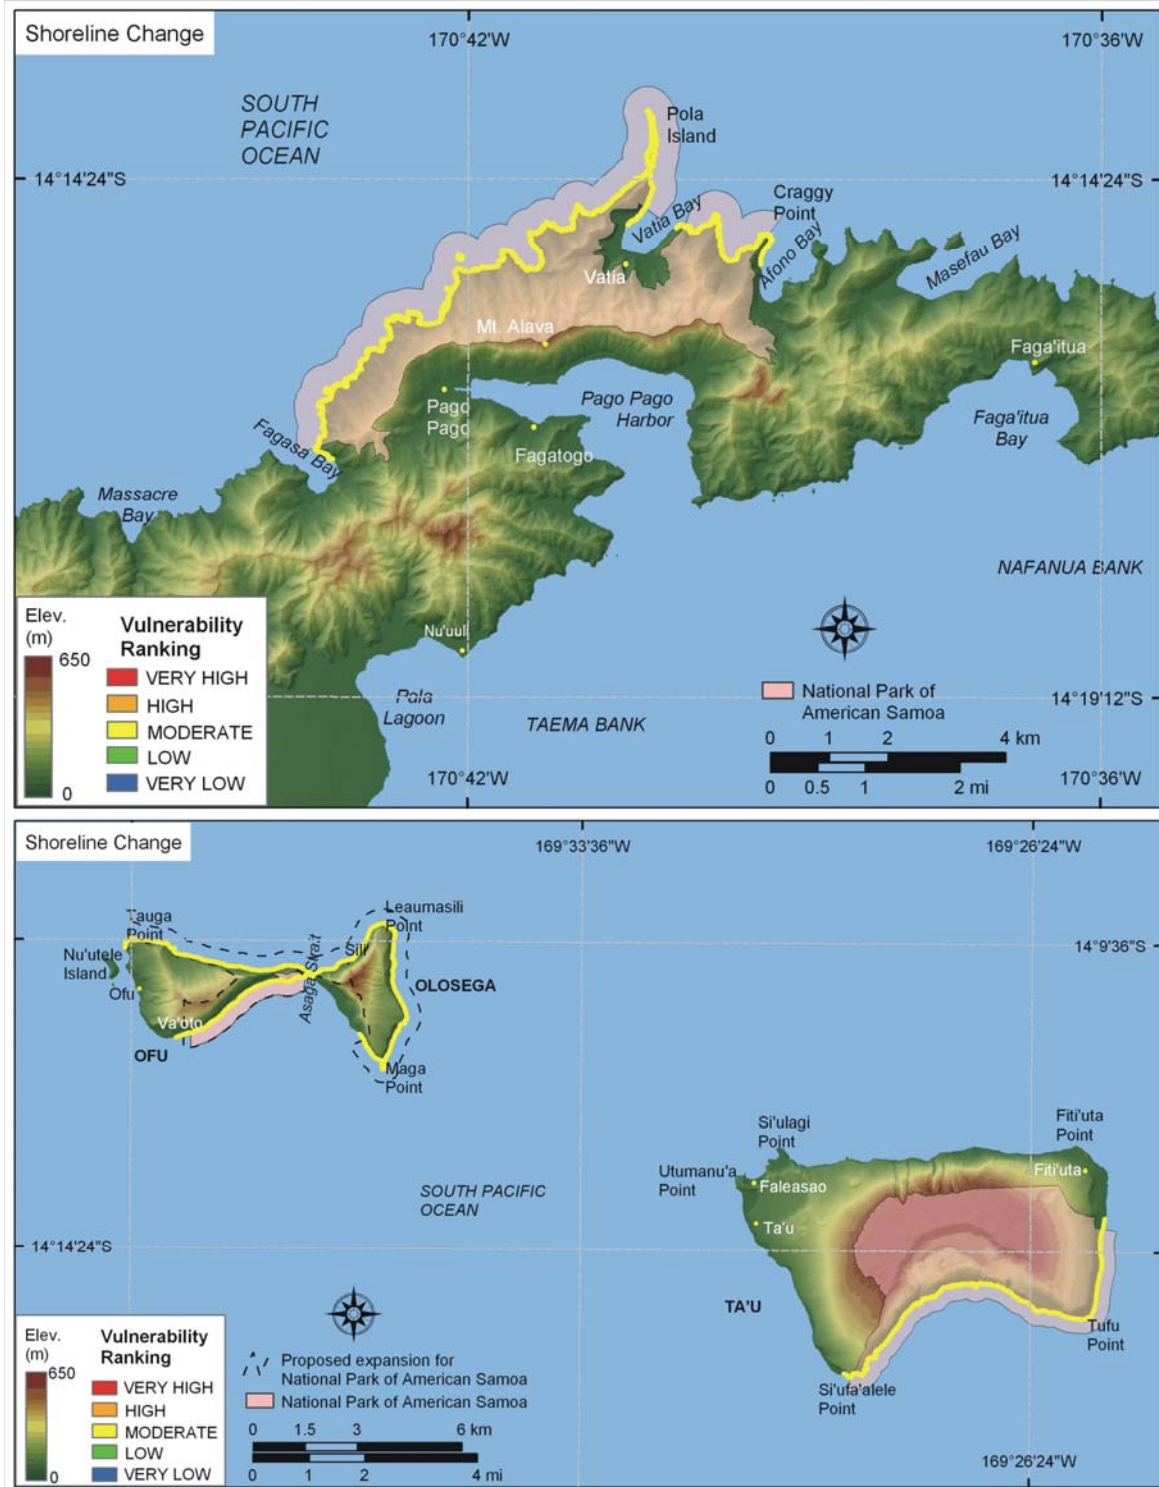 Shoreline Change
170°42'W
170°36'W
SOUTH
PACIFIC
OCEAN
Pola
Island
14°14'24"S
14°14'24"S
Craggy
Point
Vatia Bay
Afono Bay
Masefau Bay
Vatia
Mt. Alava
Faga'itua
Pago
Pago
Pago Pago
Harbor
Faga'itua
Bay
Fagatogo
Fagasa Bay
Massacre
Bay
NAFANUA BANK
Nu'uuli
Elev.
(m)
650
0
Vulnerability
Ranking
VERY HIGH
HIGH
MODERATE
LOW
VERY LOW
Pala
Lagoon
TAEMA BANK
National Park of
American Samoa
14°19'12"S
0 1 2 4 km
0 0.5 1 2 mi
170°42'W
170°36'W
Shoreline Change
169°33'36"W
169°26'24"W
Tauga
Point
Leaumasili
Point
Nu'utele
Island
Sili
14°9'36"S
Asaga Strait
Ofu
OLOSEGA
Va'oto
OFU
Maga
Point
Si'ulagi
Point
Fiti'uta
Point
Utumanu'a
Point
Faleasao
Fiti'uta
SOUTH PACIFIC
OCEAN
Ta'u
14°14'24"S
TA'U
Tufu
Point
Si'ufa'alele
Point
Elev.
(m)
650
0
Vulnerability
Ranking
VERY HIGH
HIGH
MODERATE
LOW
VERY LOW
Proposed expansion for
National Park of American Samoa
National Park of American Samoa
0 1.5 3 6 km
0 1 2 4 mi
169°26'24"W